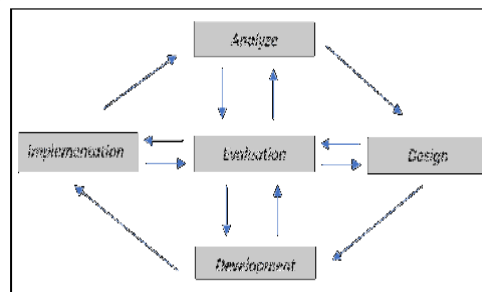 Analyze
Implementation
Evaluation
Design
Development